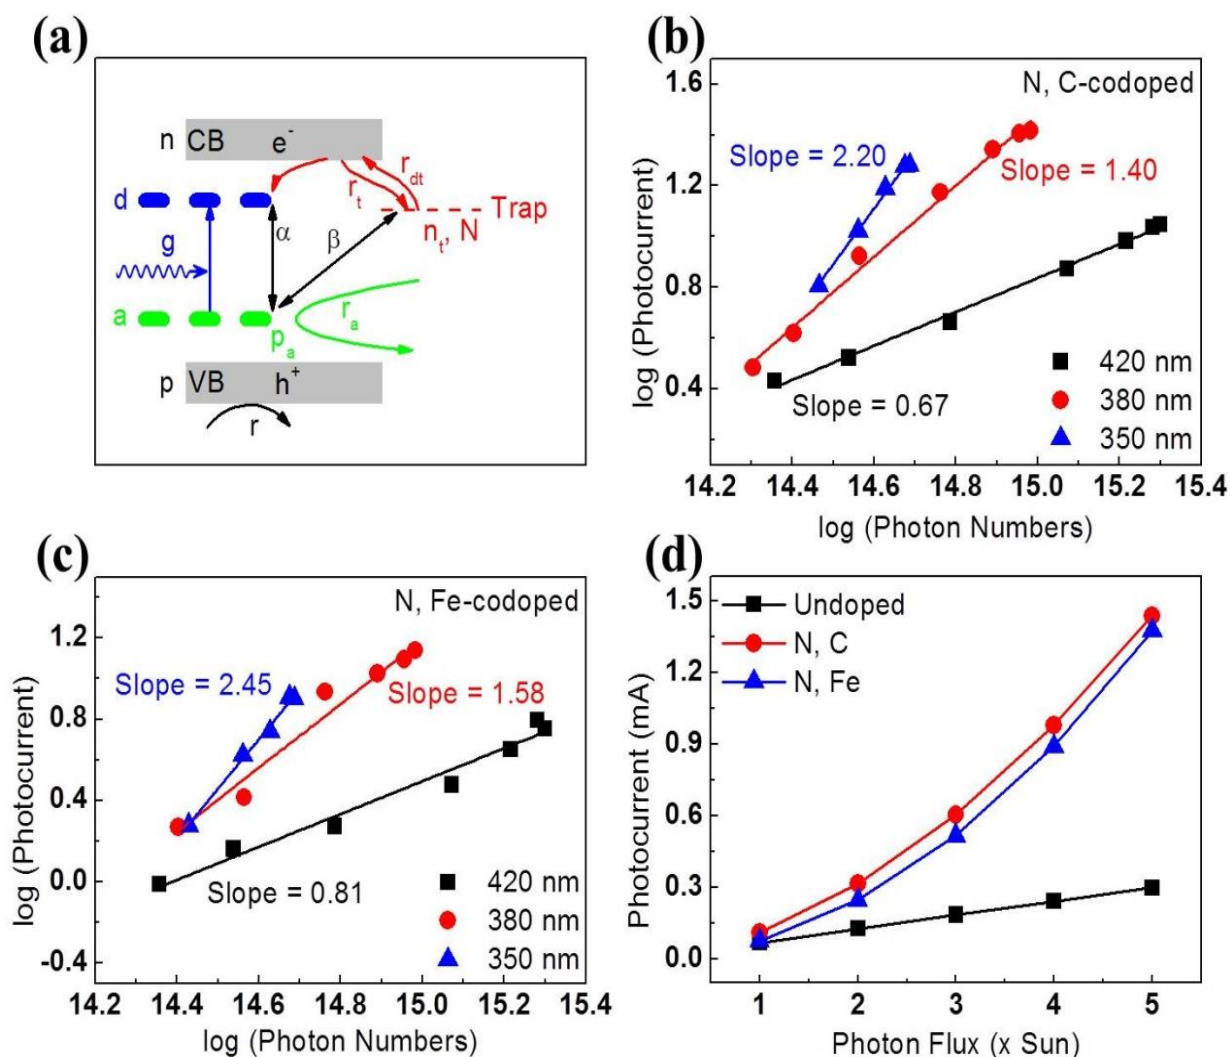 (a)
n CB e-
d
rt
rdt
Trap
nt, N
g
α
β
a
pa
ra
p VB h+
r
(b)
N, C-codoped
log (Photocurrent)
1.6
1.2
0.8
0.4
Slope = 2.20
Slope = 1.40
Slope = 0.67
420 nm
380 nm
350 nm
14.2 14.4 14.6 14.8 15.0 15.2 15.4
log (Photon Numbers)
(c)
N, Fe-codoped
log (Photocurrent)
1.2
0.8
0.4
0.0
-0.4
Slope = 2.45
Slope = 1.58
Slope = 0.81
420 nm
380 nm
350 nm
14.2 14.4 14.6 14.8 15.0 15.2 15.4
log (Photon Numbers)
(d)
Photocurrent (mA)
1.5
1.2
0.9
0.6
0.3
0.0
Undoped
N, C
N, Fe
1 2 3 4 5
Photon Flux (x Sun)